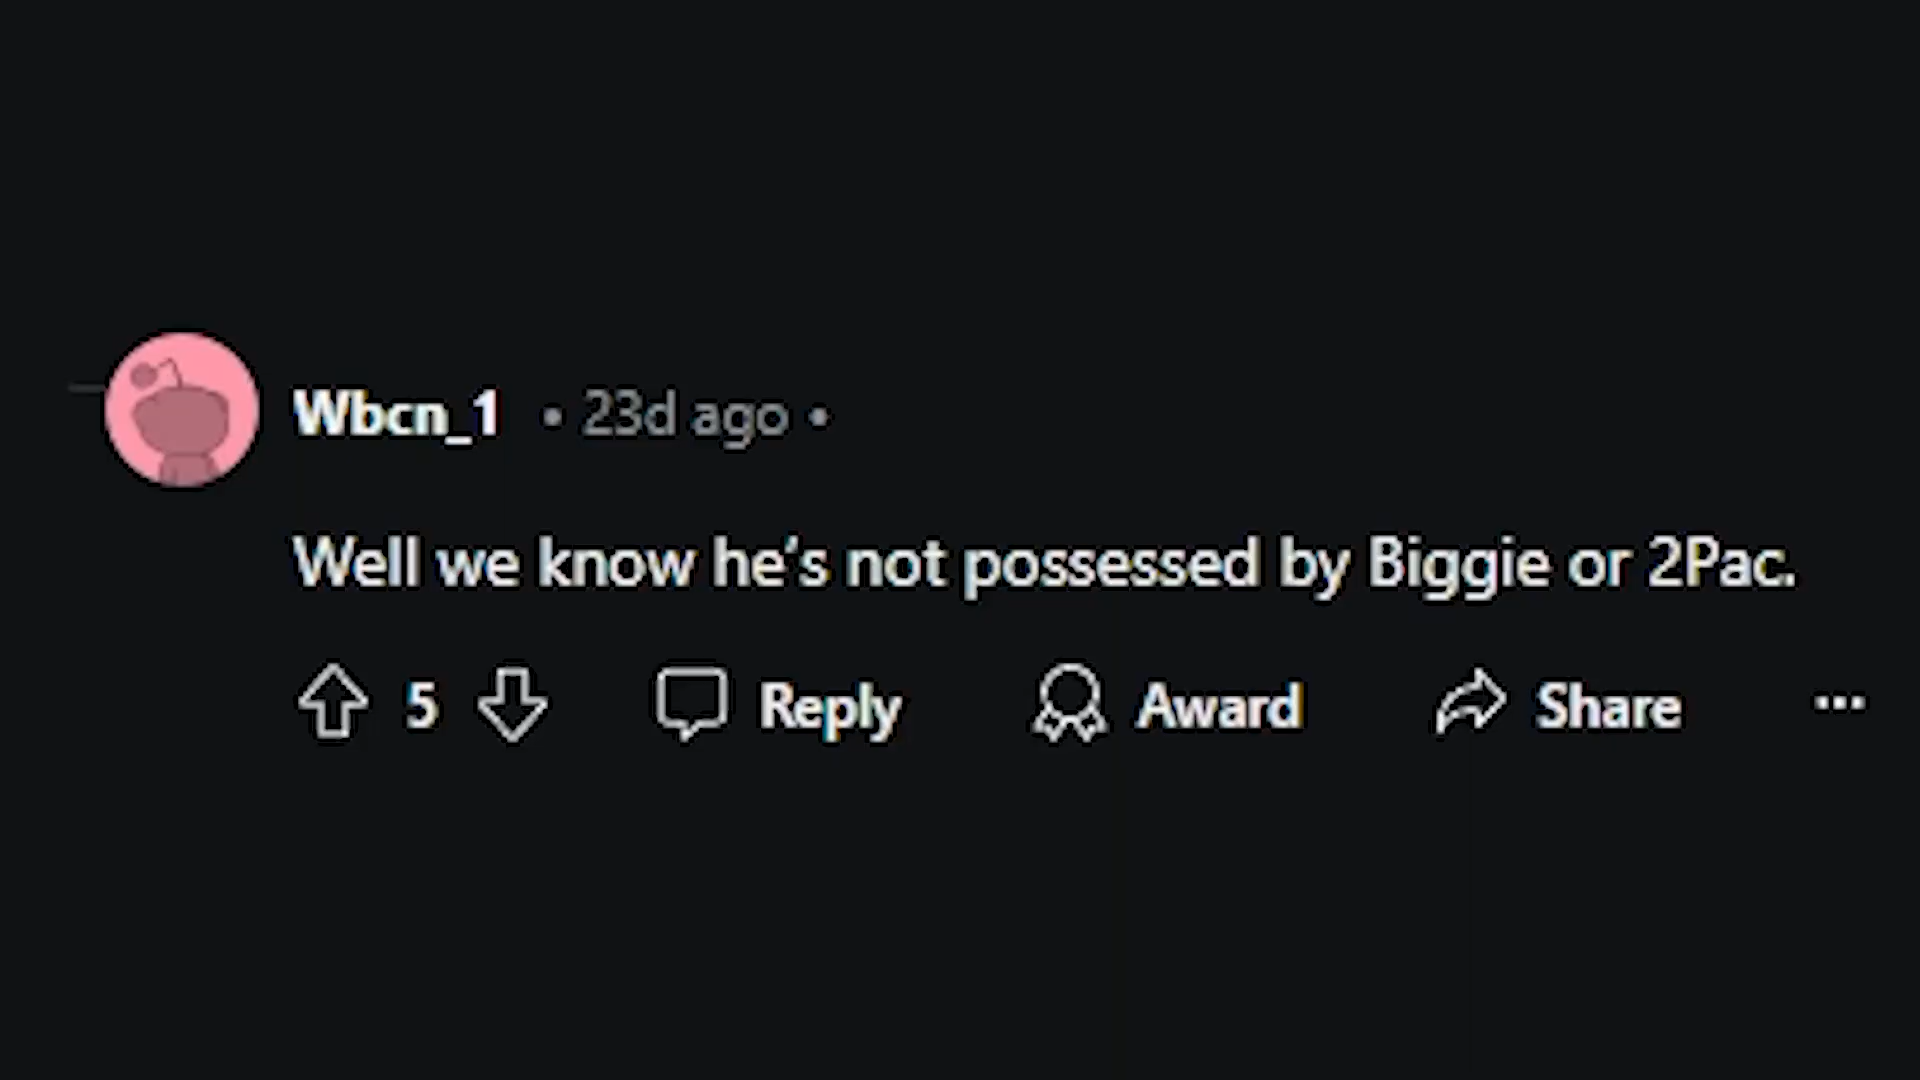 Wbcn_1 • 23d ago •
Well we know he's not possessed by Biggie or 2Pac.
5 Reply Award Share ...